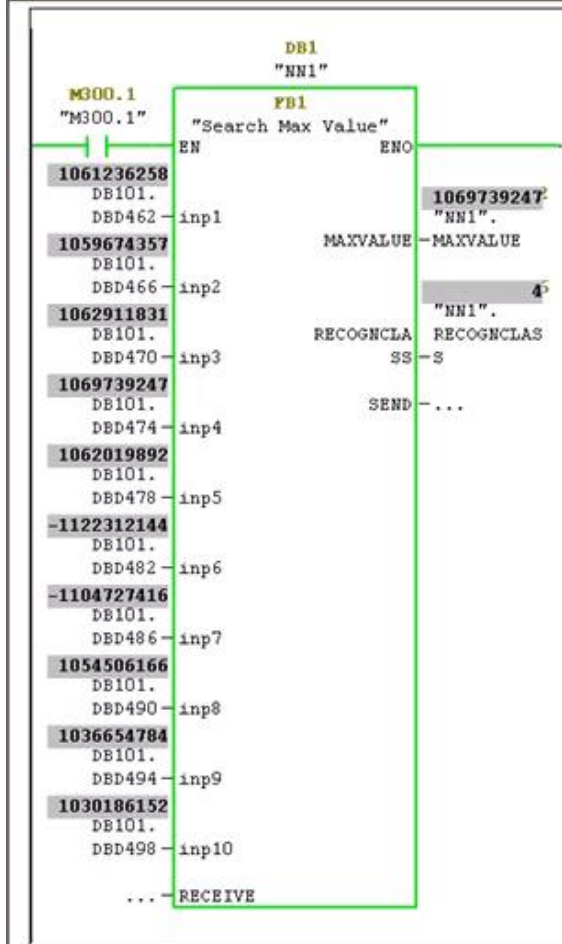 DB1
"NN1"
M300.1
"M300.1"
FB1
"Search Max Value"
EN ENO
1061236258
DB101.
DBD462 inp1
1069739247
"NN1".
MAXVALUE MAXVALUE
1059674357
DB101.
DBD466 inp2
4
"NN1".
1062911831
DB101.
DBD470 inp3
RECOGNCLA RECOGNCLAS
SS S
1069739247
DB101.
DBD474 inp4
SEND ...
1062019892
DB101.
DBD478 inp5
-1122312144
DB101.
DBD482 inp6
-1104727416
DB101.
DBD486 inp7
1054506166
DB101.
DBD490 inp8
1036654784
DB101.
DBD494 inp9
1030186152
DB101.
DBD498 inp10
... RECEIVE